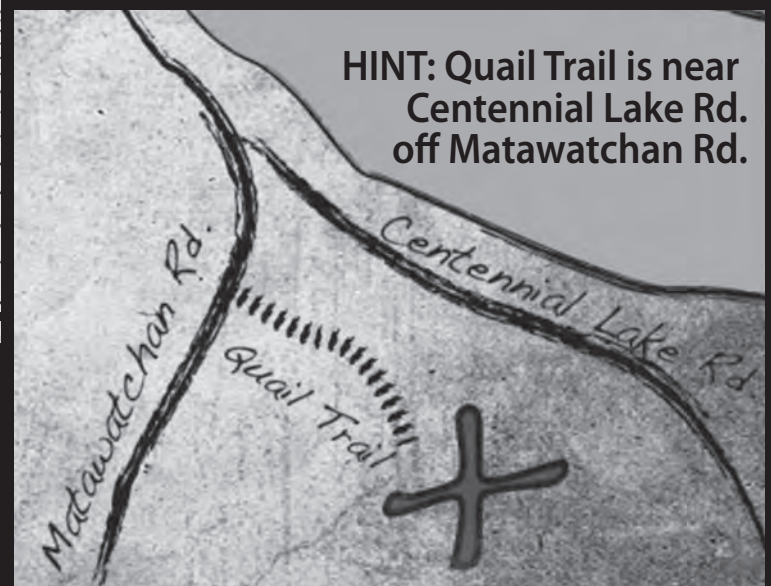 HINT: Quail Trail is near
Centennial Lake Rd.
off Matawatchan Rd.
Centennial Lake Rd.
Matawatchan Rd.
Quail Trail